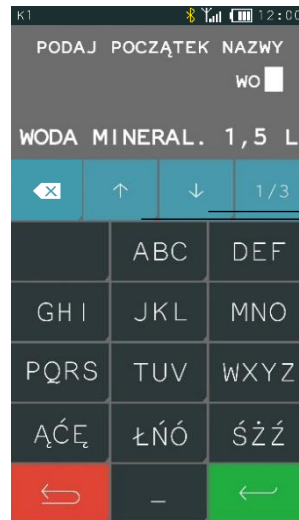 K1 12:00
PODAJ POCZĄTEK NAZWY
WO
WODA MINERAL. 1,5 L
1/3
ABC DEF
GHI JKL MNO
PQRS TUV WXYZ
ĄĆĘ ŁŃÓ ŚŻŹ
_